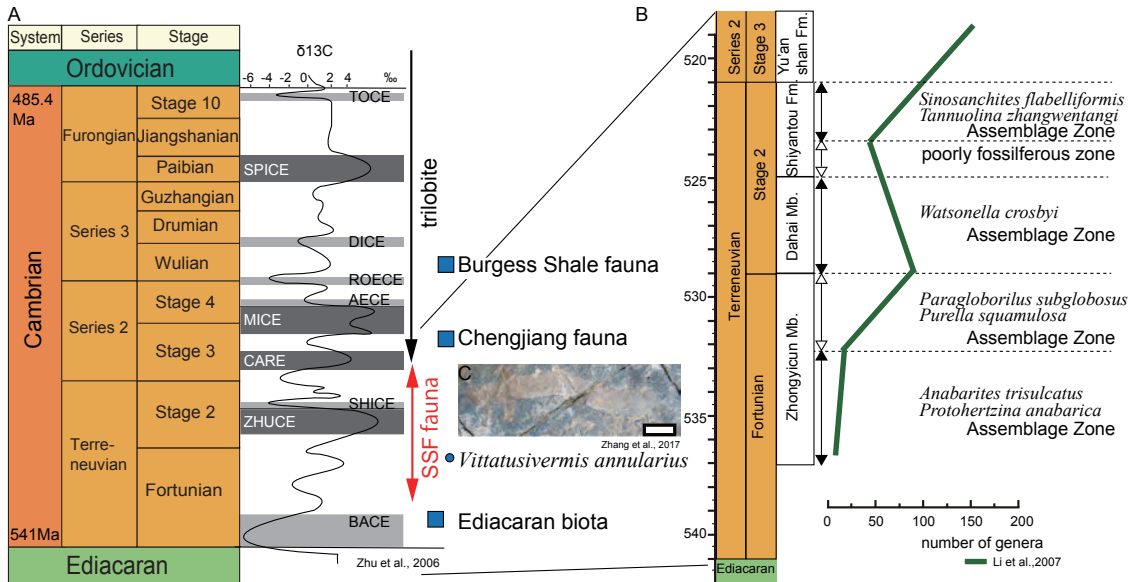 A
System Series Stage
δ13C
-6 -4 -2 0 2 4 ‰
Ordovician
485.4
Ma
Cambrian
541Ma
Furongian
Series 3
Series 2
Terre-
neuvian
Stage 10
Jiangshanian
Paibian
Guzhangian
Drumian
Wulian
Stage 4
Stage 3
Stage 2
Fortunian
Ediacaran
TOCE
SPICE
DICE
ROECE
AECE
MICE
CARE
SHICE
ZHUCE
BACE
Zhu et al., 2006
trilobite
SSF fauna
Burgess Shale fauna
Chengjiang fauna
C
Zhang et al., 2017
Vittatusivermis annularius
Ediacaran biota
B
520
525
530
535
540
Series 2
Terreneuvian
Stage 3
Stage 2
Fortunian
Ediacaran
Yu'an
shan Fm.
Shiyantou Fm.
Dahai Mb.
Zhongyicun Mb.
Sinosanchites flabelliformis
Tannuolina zhangwentangi
Assemblage Zone
poorly fossilferous zone
Watsonella crosbyi
Assemblage Zone
Paragloborilus subglobosus
Purella squamulosa
Assemblage Zone
Anabarites trisulcatus
Protohertzina anabarica
Assemblage Zone
0 50 100 150 200
number of genera
Li et al.,2007